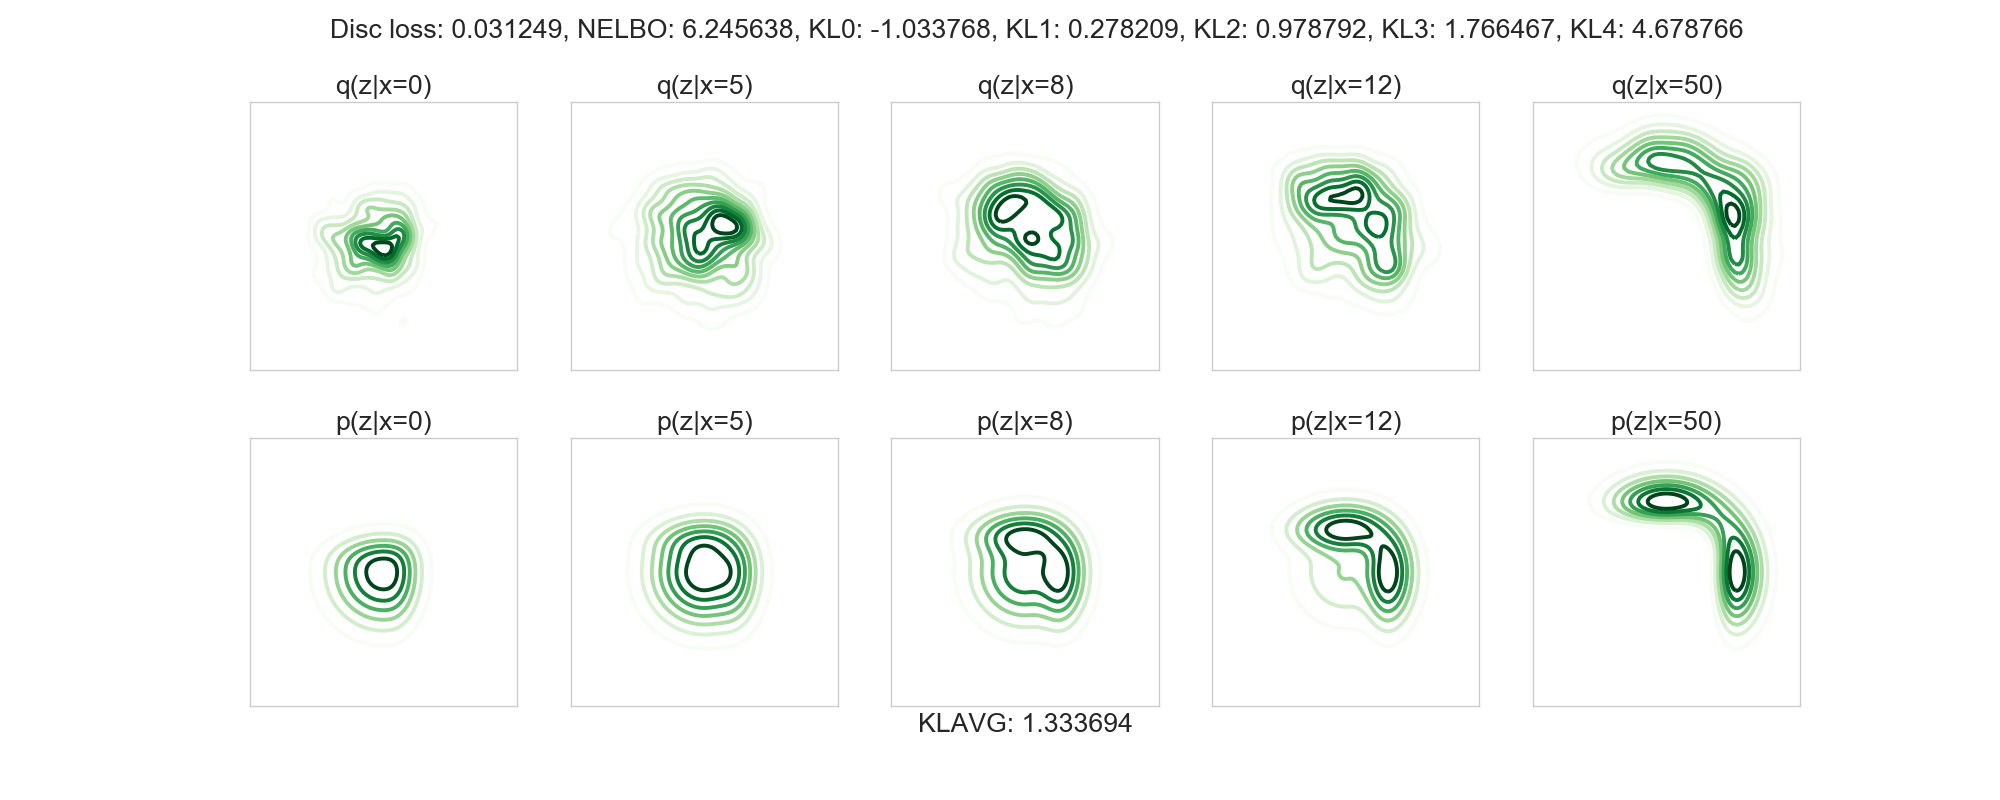 Disc loss: 0.031249, NELBO: 6.245638, KL0: -1.033768, KL1: 0.278209, KL2: 0.978792, KL3: 1.766467, KL4: 4.678766
q(z|x=0) q(z|x=5) q(z|x=8) q(z|x=12) q(z|x=50)
p(z|x=0) p(z|x=5) p(z|x=8) p(z|x=12) p(z|x=50)
KLAVG: 1.333694